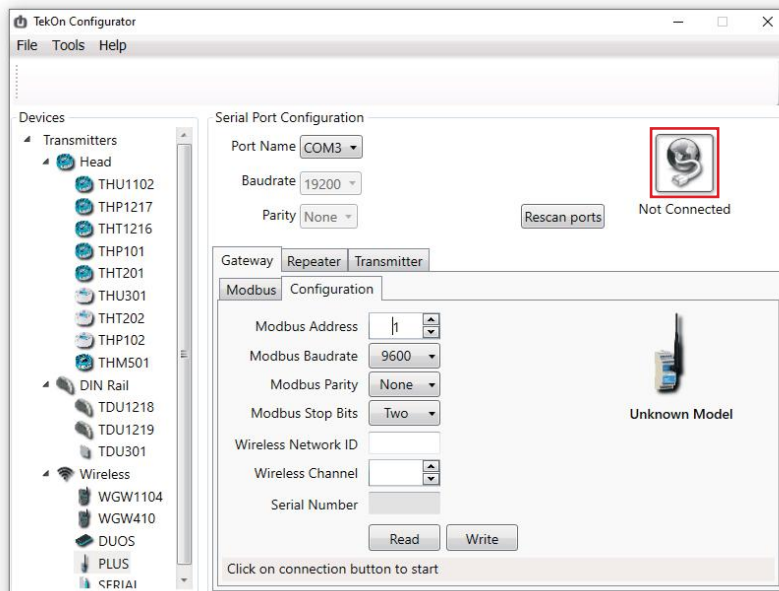 TekOn Configurator
File Tools Help
Devices
Transmitters
Head
THU1102
THP1217
THT1216
THP101
THT201
THU301
THT202
THP102
THM501
DIN Rail
TDU1218
TDU1219
TDU301
Wireless
WGW1104
WGW410
DUOS
PLUS
SERIAL
Serial Port Configuration
Port Name COM3
Baudrate 19200
Parity None
Rescan ports
Not Connected
Gateway Repeater Transmitter
Modbus Configuration
Modbus Address 1
Modbus Baudrate 9600
Modbus Parity None
Modbus Stop Bits Two
Wireless Network ID
Wireless Channel
Serial Number
Unknown Model
Read Write
Click on connection button to start